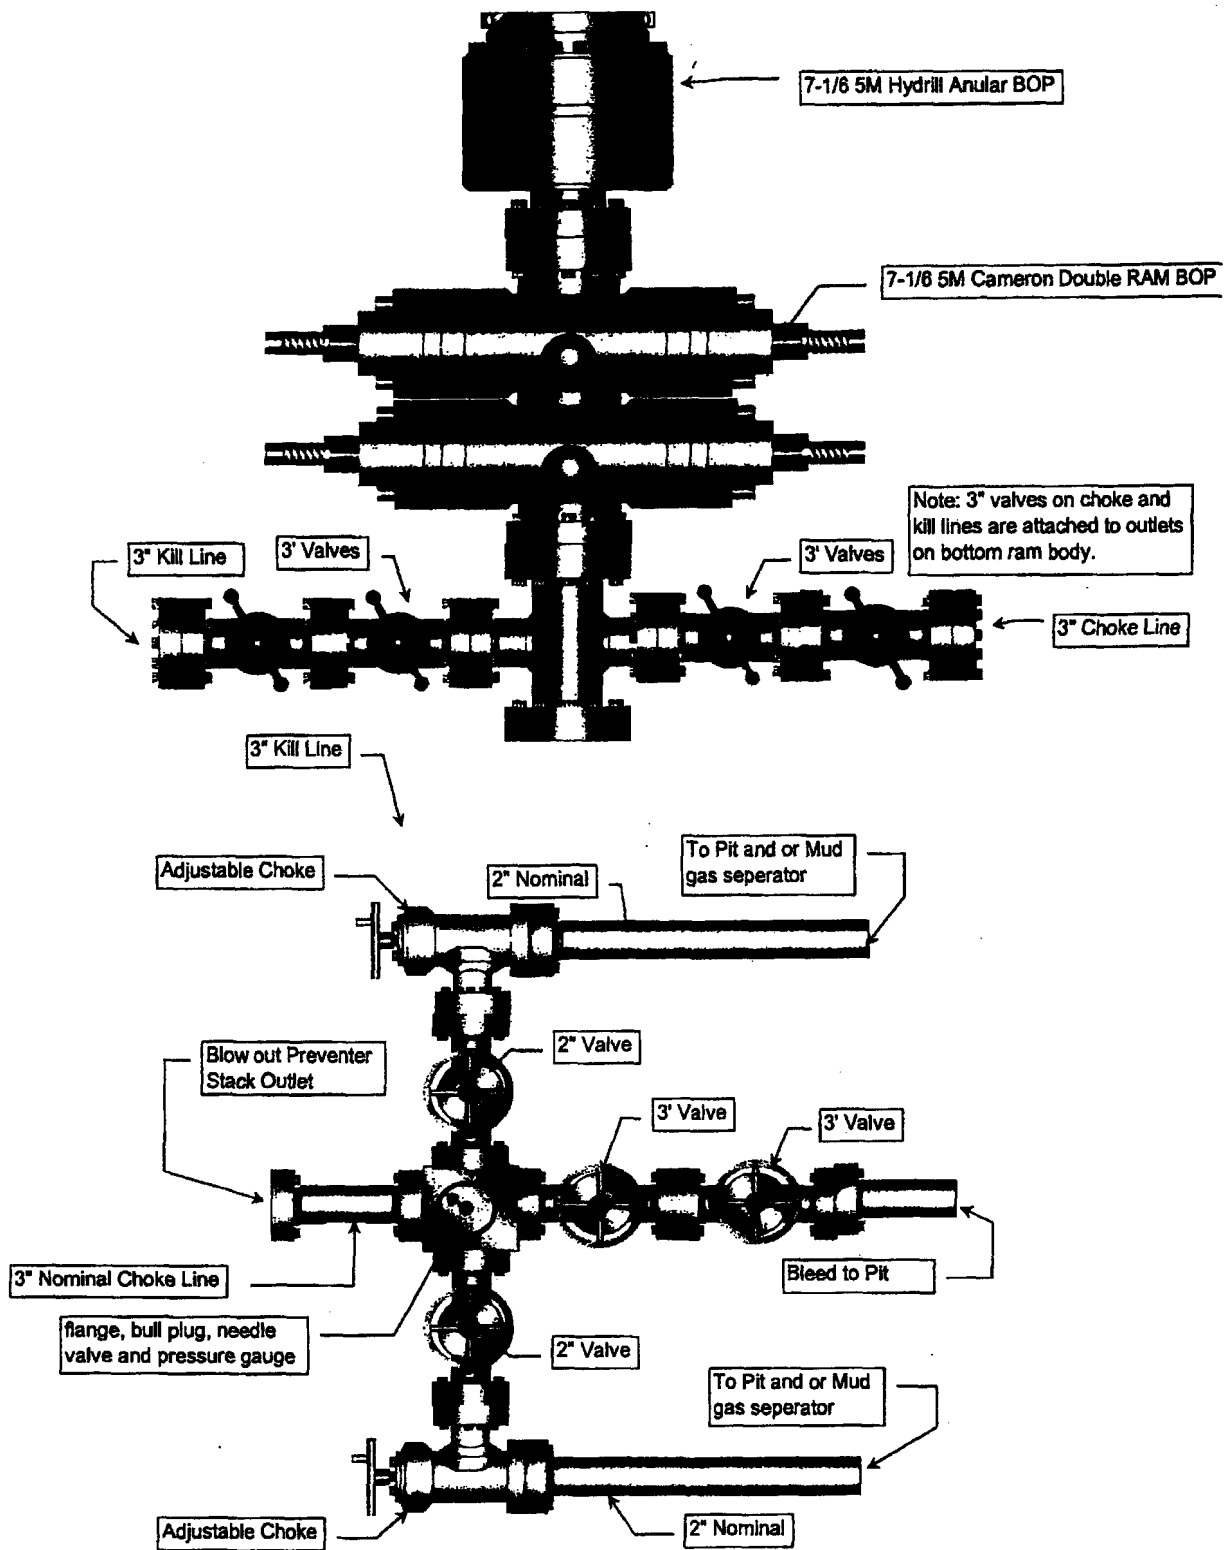 7-1/6 5M Hydrill Anular BOP
7-1/6 5M Cameron Double RAM BOP
Note: 3" valves on choke and
kill lines are attached to outlets
on bottom ram body.
3" Kill Line
3' Valves
3' Valves
3" Choke Line
3" Kill Line
Adjustable Choke
2" Nominal
To Pit and or Mud
gas seperator
Blow out Preventer
Stack Outlet
2" Valve
3' Valve
3' Valve
3" Nominal Choke Line
Bleed to Pit
flange, bull plug, needle
valve and pressure gauge
2" Valve
To Pit and or Mud
gas seperator
Adjustable Choke
2" Nominal